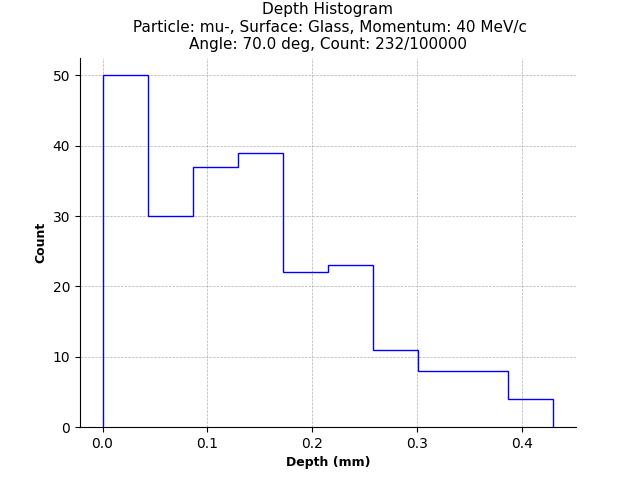 Depth Histogram
Particle: mu-, Surface: Glass, Momentum: 40 MeV/c
Angle: 70.0 deg, Count: 232/100000
50
40
30
20
10
0
Count
0.0 0.1 0.2 0.3 0.4
Depth (mm)